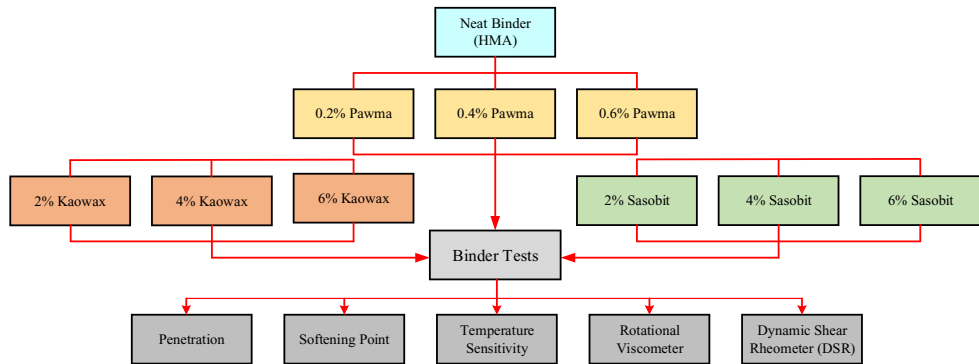 Neat Binder
(HMA)
0.2% Pawma
0.4% Pawma
0.6% Pawma
2% Kaowax
4% Kaowax
6% Kaowax
2% Sasobit
4% Sasobit
6% Sasobit
Binder Tests
Penetration
Softening Point
Temperature
Sensitivity
Rotational
Viscometer
Dynamic Shear
Rheometer (DSR)